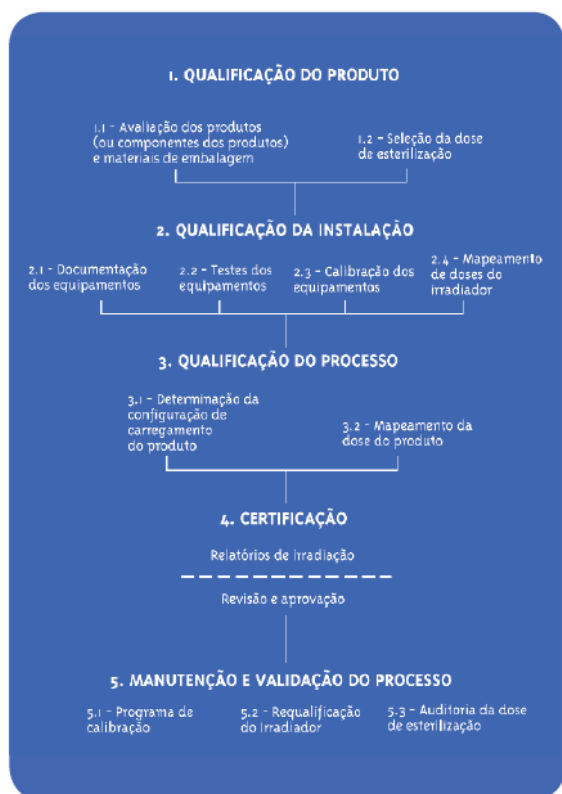 1. QUALIFICAÇÃO DO PRODUTO
1.1 - Avaliação dos produtos
(ou componentes dos produtos)
e materiais de embalagem
1.2 - Seleção da dose
de esterilização
2. QUALIFICAÇÃO DA INSTALAÇÃO
2.1 - Documentação
dos equipamentos
2.2 - Testes dos
equipamentos
2.3 - Calibração dos
equipamentos
2.4 - Mapeamento
de doses do
irradiador
3. QUALIFICAÇÃO DO PROCESSO
3.1 - Determinação da
configuração de
carregamento
do produto
3.2 - Mapeamento da
dose do produto
4. CERTIFICAÇÃO
Relatórios de irradiação
Revisão e aprovação
5. MANUTENÇÃO E VALIDAÇÃO DO PROCESSO
5.1 - Programa de
calibração
5.2 - Requalificação
do Irradiador
5.3 - Auditoria da dose
de esterilização